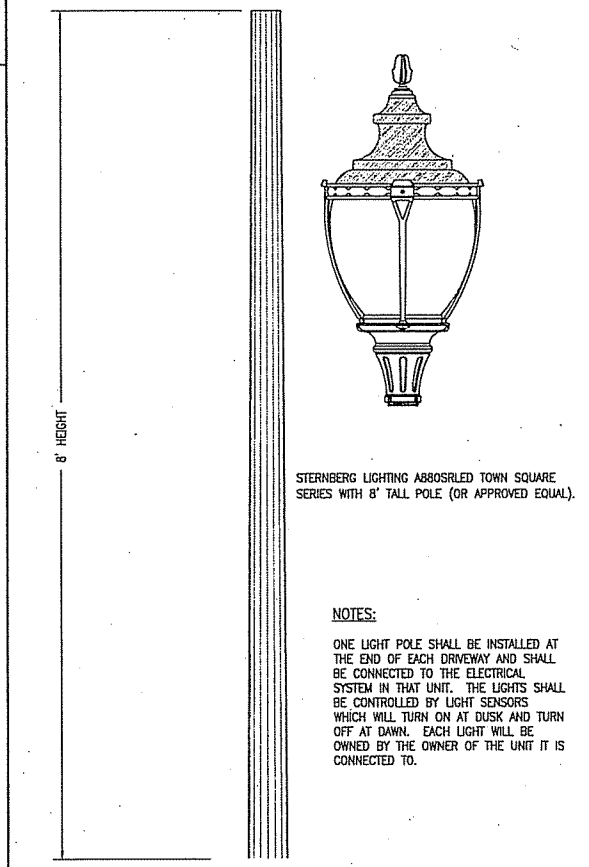 8' HEIGHT
STERNBERG LIGHTING A880SRLED TOWN SQUARE
SERIES WITH 8' TALL POLE (OR APPROVED EQUAL).
NOTES:
ONE LIGHT POLE SHALL BE INSTALLED AT
THE END OF EACH DRIVEWAY AND SHALL
BE CONNECTED TO THE ELECTRICAL
SYSTEM IN THAT UNIT. THE LIGHTS SHALL
BE CONTROLLED BY LIGHT SENSORS
WHICH WILL TURN ON AT DUSK AND TURN
OFF AT DAWN. EACH LIGHT WILL BE
OWNED BY THE OWNER OF THE UNIT IT IS
CONNECTED TO.